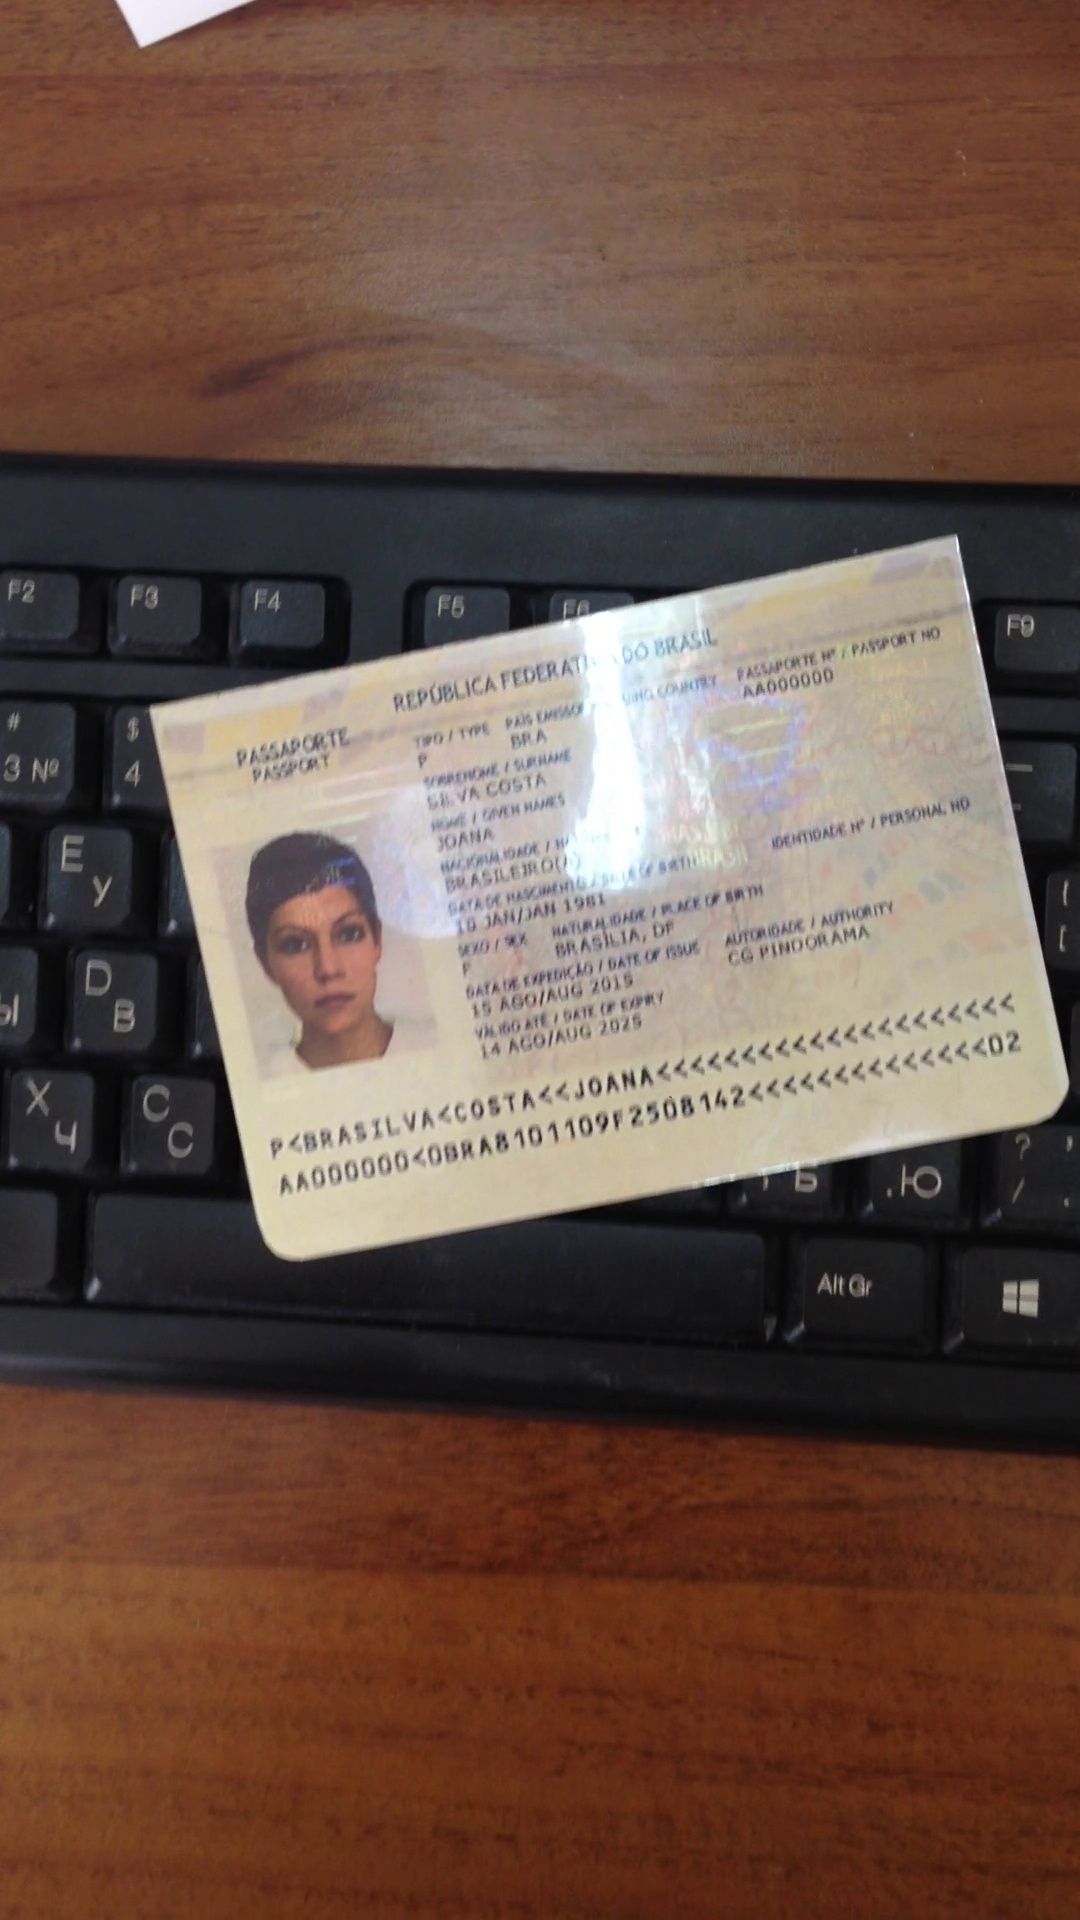 F2 F3 F4 F5 F6 F9
#
3 №
$
4
E
У
D
В
Ы
X
Ч
C
С
Б
.Ю
?
/
Alt Gr
REPÚBLICA FEDERATI DO BRASIL
PASSAPORTE
PASSPORT
TIPO / TYPE PAÍS EMISSOR COUNTRY PASSAPORTE Nº / PASSPORT NO
P BRA AA000000
SOBRENOME / SURNAME
SILVA COSTA
NOME / GIVEN NAMES
JOANA
NACIONALIDADE /
BRASILEIRO(A)
IDENTIDADE Nº / PERSONAL NO
DATA DE NASCIMENTO / DATE OF BIRTH
10 JAN/JAN 1981
SEXO / SEX NATURALIDADE / PLACE OF BIRTH
F BRASÍLIA, DF
DATA DE EXPEDIÇÃO / DATE OF ISSUE AUTORIDADE / AUTHORITY
15 AGO/AUG 2015 CG PINDORAMA
VÁLIDO ATÉ / DATE OF EXPIRY
14 AGO/AUG 2025
P<BRASILVA<COSTA<<JOANA<<<<<<<<<<<<<<<<<<<<<
AA000000<0BRA8101109F2508142<<<<<<<<<<<<<<02